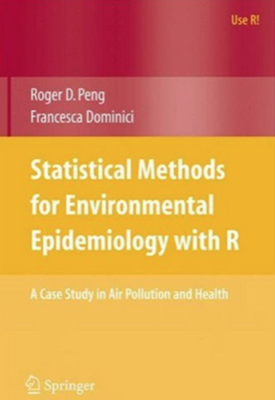 Use R!
Roger D. Peng
Francesca Dominici
Statistical Methods
for Environmental
Epidemiology with R
A Case Study in Air Pollution and Health
Springer